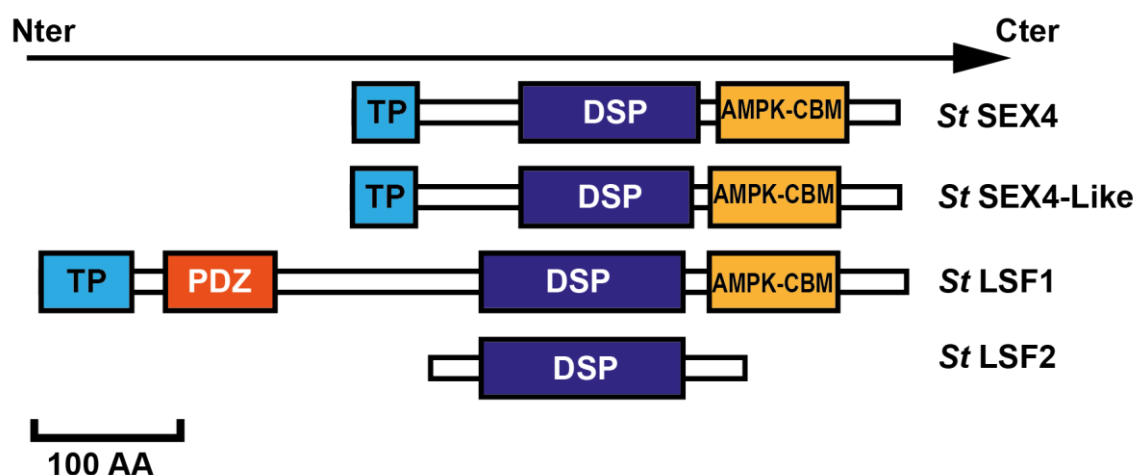 Nter Cter
TP DSP AMPK-CBM St SEX4
TP DSP AMPK-CBM St SEX4-Like
TP PDZ DSP AMPK-CBM St LSF1
DSP St LSF2
100 AA